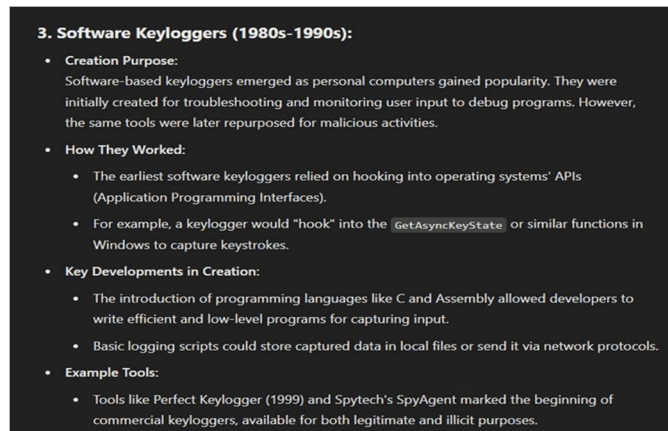 3. Software Keyloggers (1980s-1990s):
• Creation Purpose:
Software-based keyloggers emerged as personal computers gained popularity. They were
initially created for troubleshooting and monitoring user input to debug programs. However,
the same tools were later repurposed for malicious activities.
• How They Worked:
• The earliest software keyloggers relied on hooking into operating systems' APIs
(Application Programming Interfaces).
• For example, a keylogger would "hook" into the GetAsyncKeyState or similar functions in
Windows to capture keystrokes.
• Key Developments in Creation:
• The introduction of programming languages like C and Assembly allowed developers to
write efficient and low-level programs for capturing input.
• Basic logging scripts could store captured data in local files or send it via network protocols.
• Example Tools:
• Tools like Perfect Keylogger (1999) and Spytech's SpyAgent marked the beginning of
commercial keyloggers, available for both legitimate and illicit purposes.